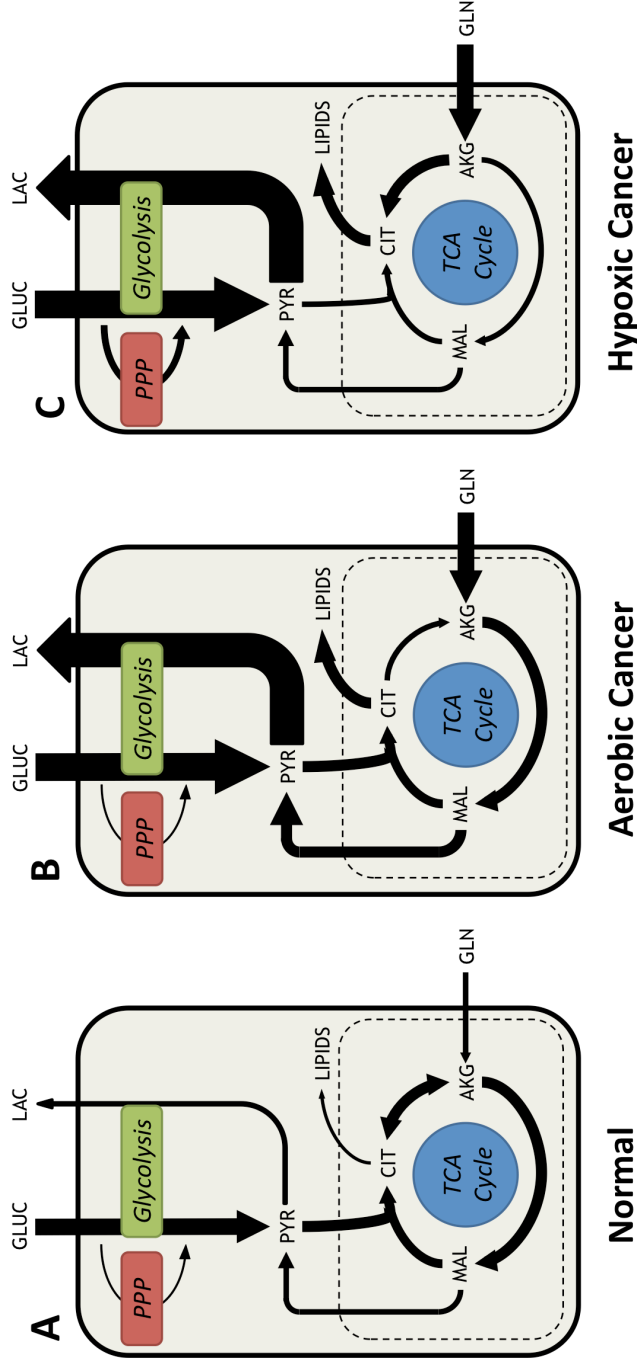 A
GLUC
LAC
PPP
Glycolysis
PYR
LIPIDS
CIT
MAL
AKG
GLN
TCA
Cycle
Normal
B
GLUC
LAC
PPP
Glycolysis
PYR
LIPIDS
CIT
MAL
AKG
GLN
TCA
Cycle
Aerobic Cancer
C
GLUC
LAC
PPP
Glycolysis
PYR
LIPIDS
CIT
MAL
AKG
GLN
TCA
Cycle
Hypoxic Cancer